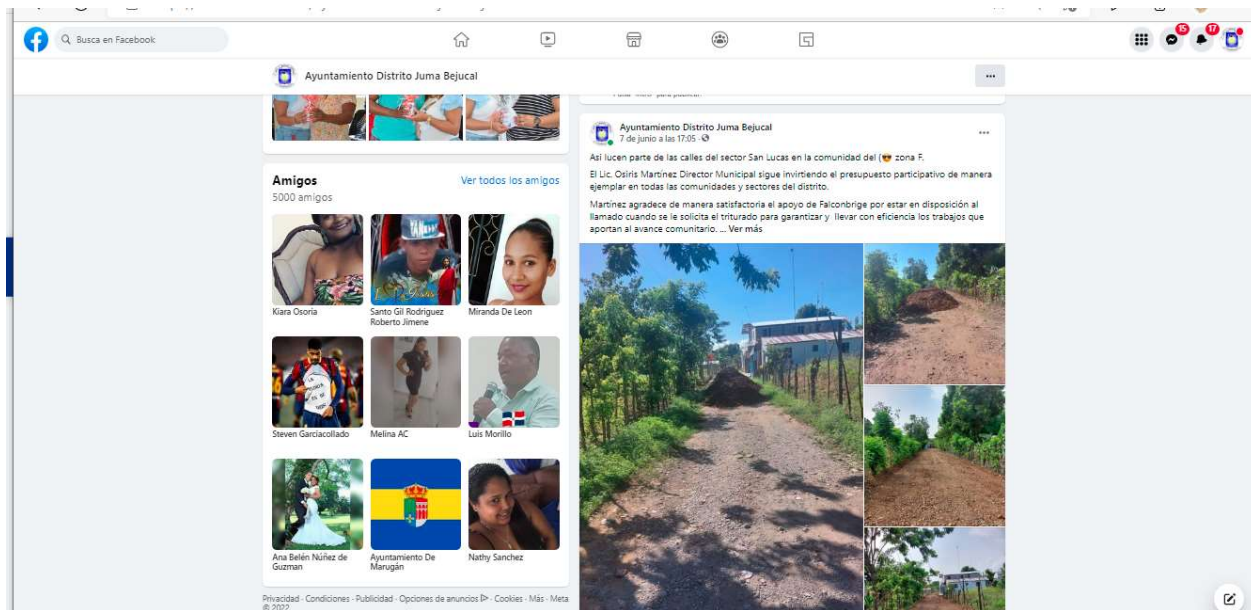 Busca en Facebook
15
17
Ayuntamiento Distrito Juma Bejucal
...
Amigos
Ver todos los amigos
5000 amigos
Kiara Osoria
Santo Gil Rodriguez
Roberto Jimene
Miranda De Leon
Steven Garciacollado
Melina AC
Luis Morillo
Ana Belén Núñez de
Guzman
Ayuntamiento De
Marugán
Nathy Sanchez
Privacidad · Condiciones · Publicidad · Opciones de anuncios · Cookies · Más · Meta
© 2022
Ayuntamiento Distrito Juma Bejucal
7 de junio a las 17:05 ·
...
Asi lucen parte de las calles del sector San Lucas en la comunidad del ( zona F.
El Lic. Osiris Martinez Director Municipal sigue invirtiendo el presupuesto participativo de manera
ejemplar en todas las comunidades y sectores del distrito.
Martínez agradece de manera satisfactoria el apoyo de Falconbrige por estar en disposición al
llamado cuando se le solicita el triturado para garantizar y llevar con eficiencia los trabajos que
aportan al avance comunitario. ... Ver más